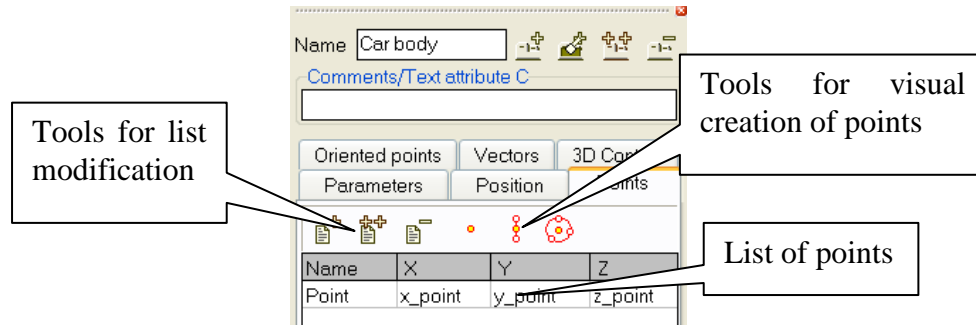 Name Car body
Comments/Text attribute C
Tools for visual
creation of points
Tools for list
modification
Oriented points Vectors 3D
Parameters Position
Name X Y Z
Point x_point y_point z_point
List of points